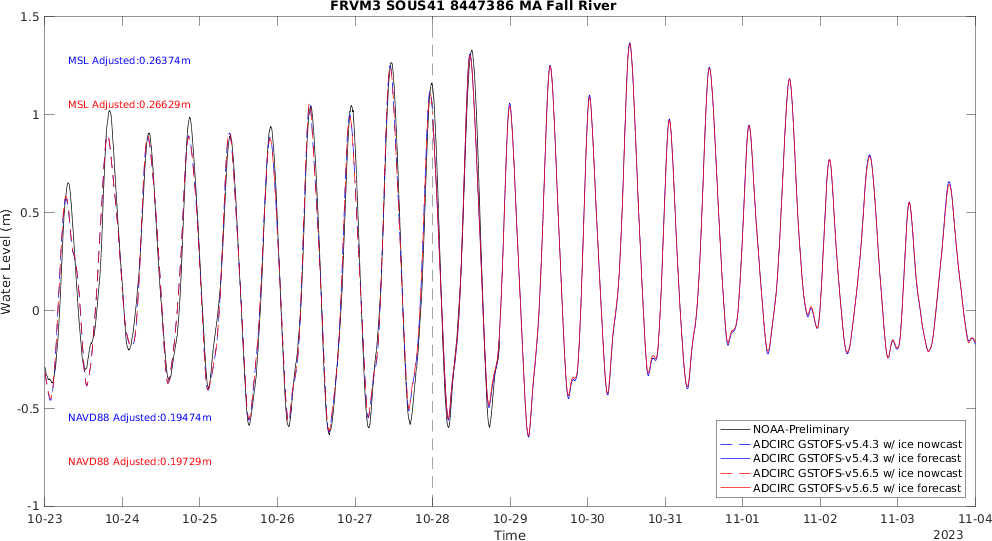 FRVM3 SOUS41 8447386 MA Fall River
1.5
1
0.5
0
-0.5
-1
Water Level (m)
MSL Adjusted:0.26374m
MSL Adjusted:0.26629m
NAVD88 Adjusted:0.19474m
NAVD88 Adjusted:0.19729m
NOAA-Preliminary
ADCIRC GSTOFS-v5.4.3 w/ ice nowcast
ADCIRC GSTOFS-v5.4.3 w/ ice forecast
ADCIRC GSTOFS-v5.6.5 w/ ice nowcast
ADCIRC GSTOFS-v5.6.5 w/ ice forecast
10-23 10-24 10-25 10-26 10-27 10-28 10-29 10-30 10-31 11-01 11-02 11-03 11-04
Time
2023